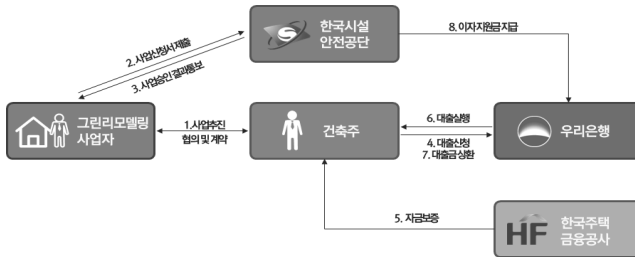 한국시설
안전공단
8. 이자 지원금 지급
2. 사업신청서 제출
3. 사업승인 결과통보
그린리모델링
사업자
1.사업추진
협의 및 계약
건축주
6. 대출실행
4. 대출신청
7. 대출금 상환
우리은행
5. 자금보증
HF
한국주택
금융공사